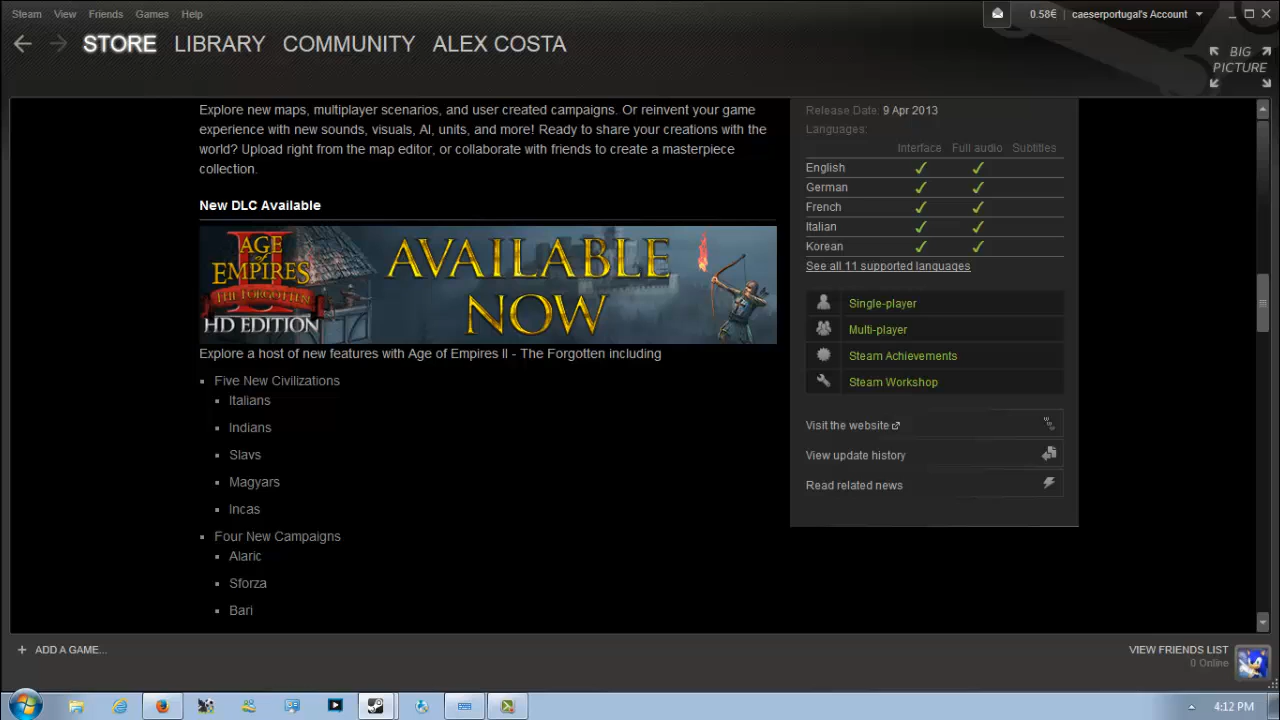 Steam View Friends Games Help
0.58€ caeserportugal's Account
STORE LIBRARY COMMUNITY ALEX COSTA
BIG
PICTURE
Explore new maps, multiplayer scenarios, and user created campaigns. Or reinvent your game
experience with new sounds, visuals, AI, units, and more! Ready to share your creations with the
world? Upload right from the map editor, or collaborate with friends to create a masterpiece
collection.
New DLC Available
AGE
OF
EMPIRES
II
THE FORGOTTEN
HD EDITION
AVAILABLE
NOW
Explore a host of new features with Age of Empires II - The Forgotten including
Five New Civilizations
Italians
Indians
Slavs
Magyars
Incas
Four New Campaigns
Alaric
Sforza
Bari
Release Date: 9 Apr 2013
Languages:
Interface Full audio Subtitles
English
German
French
Italian
Korean
See all 11 supported languages
Single-player
Multi-player
Steam Achievements
Steam Workshop
Visit the website
View update history
Read related news
+ ADD A GAME...
VIEW FRIENDS LIST
0 Online
4:12 PM